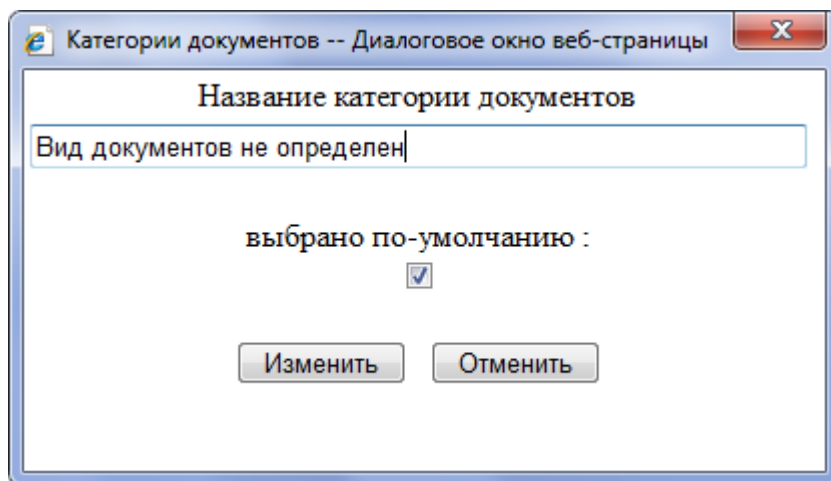 Категории документов -- Диалоговое окно веб-страницы
Название категории документов
Вид документов не определен
выбрано по-умолчанию :
Изменить Отменить